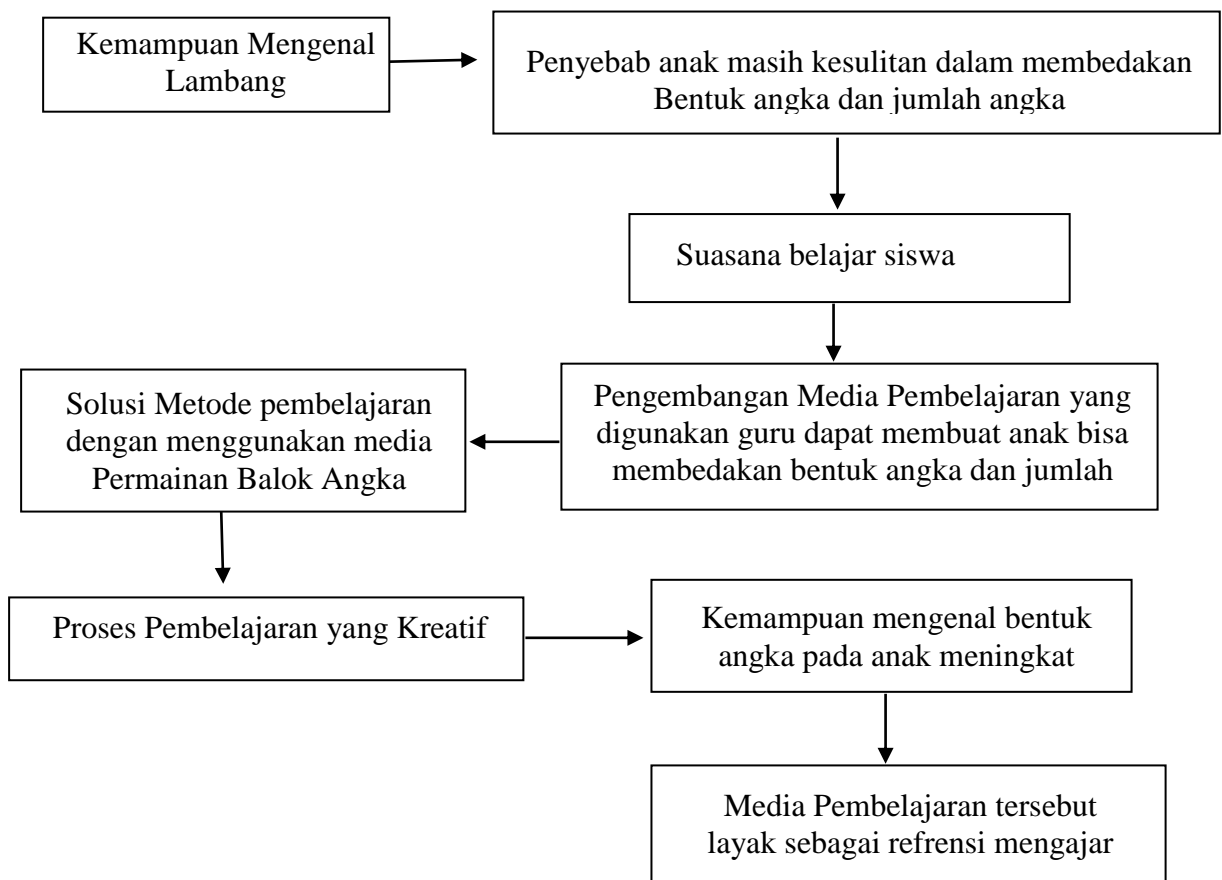 Kemampuan Mengenal
Lambang
Penyebab anak masih kesulitan dalam membedakan
Bentuk angka dan jumlah angka
Suasana belajar siswa
Pengembangan Media Pembelajaran yang
digunakan guru dapat membuat anak bisa
membedakan bentuk angka dan jumlah
Solusi Metode pembelajaran
dengan menggunakan media
Permainan Balok Angka
Proses Pembelajaran yang Kreatif
Kemampuan mengenal bentuk
angka pada anak meningkat
Media Pembelajaran tersebut
layak sebagai refrensi mengajar